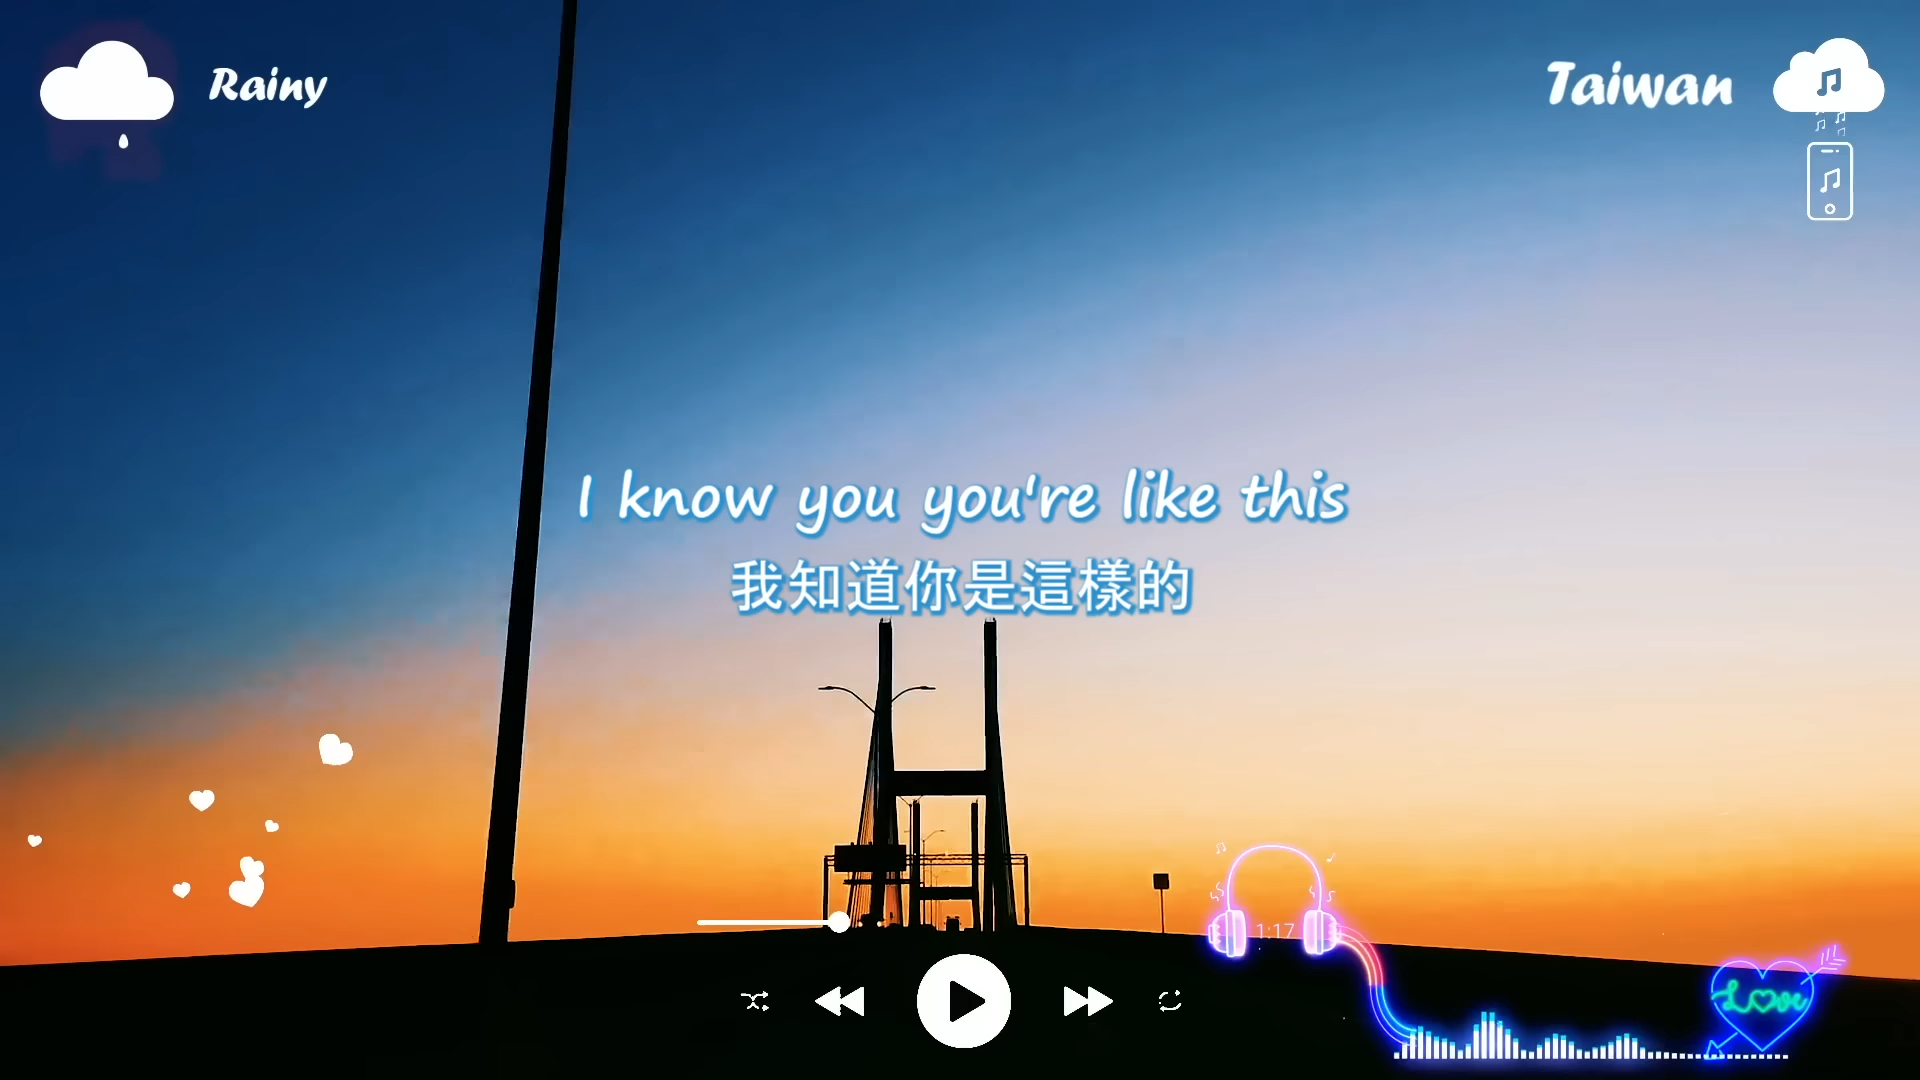 Rainy
Taiwan
I know you you're like this
我知道你是這樣的
1:17
Love